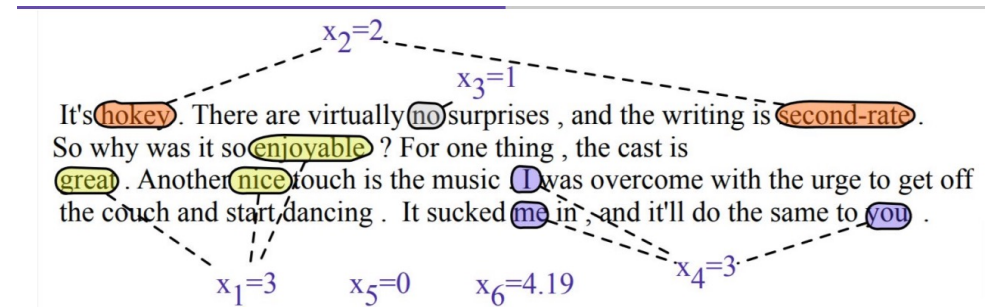 x2=2
x3=1
It's hokey . There are virtually no surprises , and the writing is second-rate .
So why was it so enjoyable ? For one thing , the cast is
great . Another nice touch is the music . I was overcome with the urge to get off
the couch and start dancing . It sucked me in , and it'll do the same to you .
x1=3 x5=0 x6=4.19 x4=3